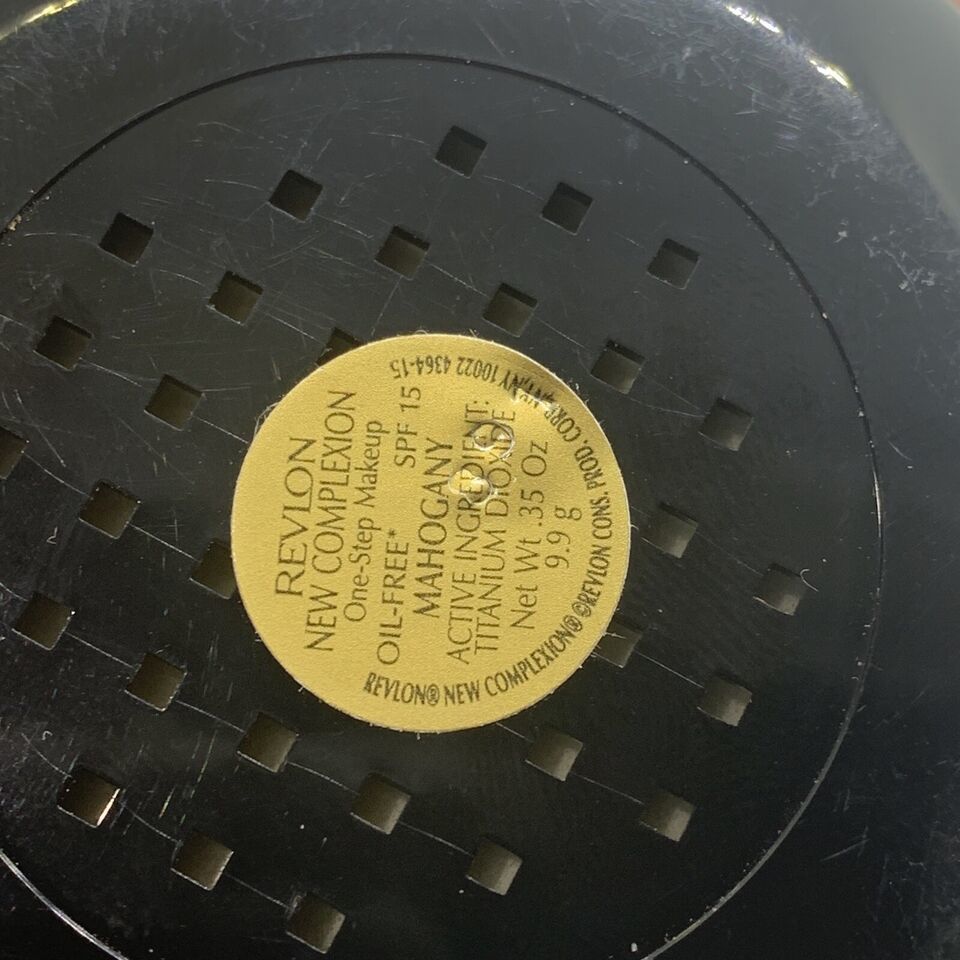 REVLON
NEW COMPLEXION
One-Step Makeup
OIL-FREE* SPF 15
MAHOGANY
ACTIVE INGREDIENT:
TITANIUM DIOXIDE
Net Wt .35 Oz
9.9 g
REVLON® NEW COMPLEXION® ©REVLON CONS. PROD. CORP. NY, NY 10022 4364-15